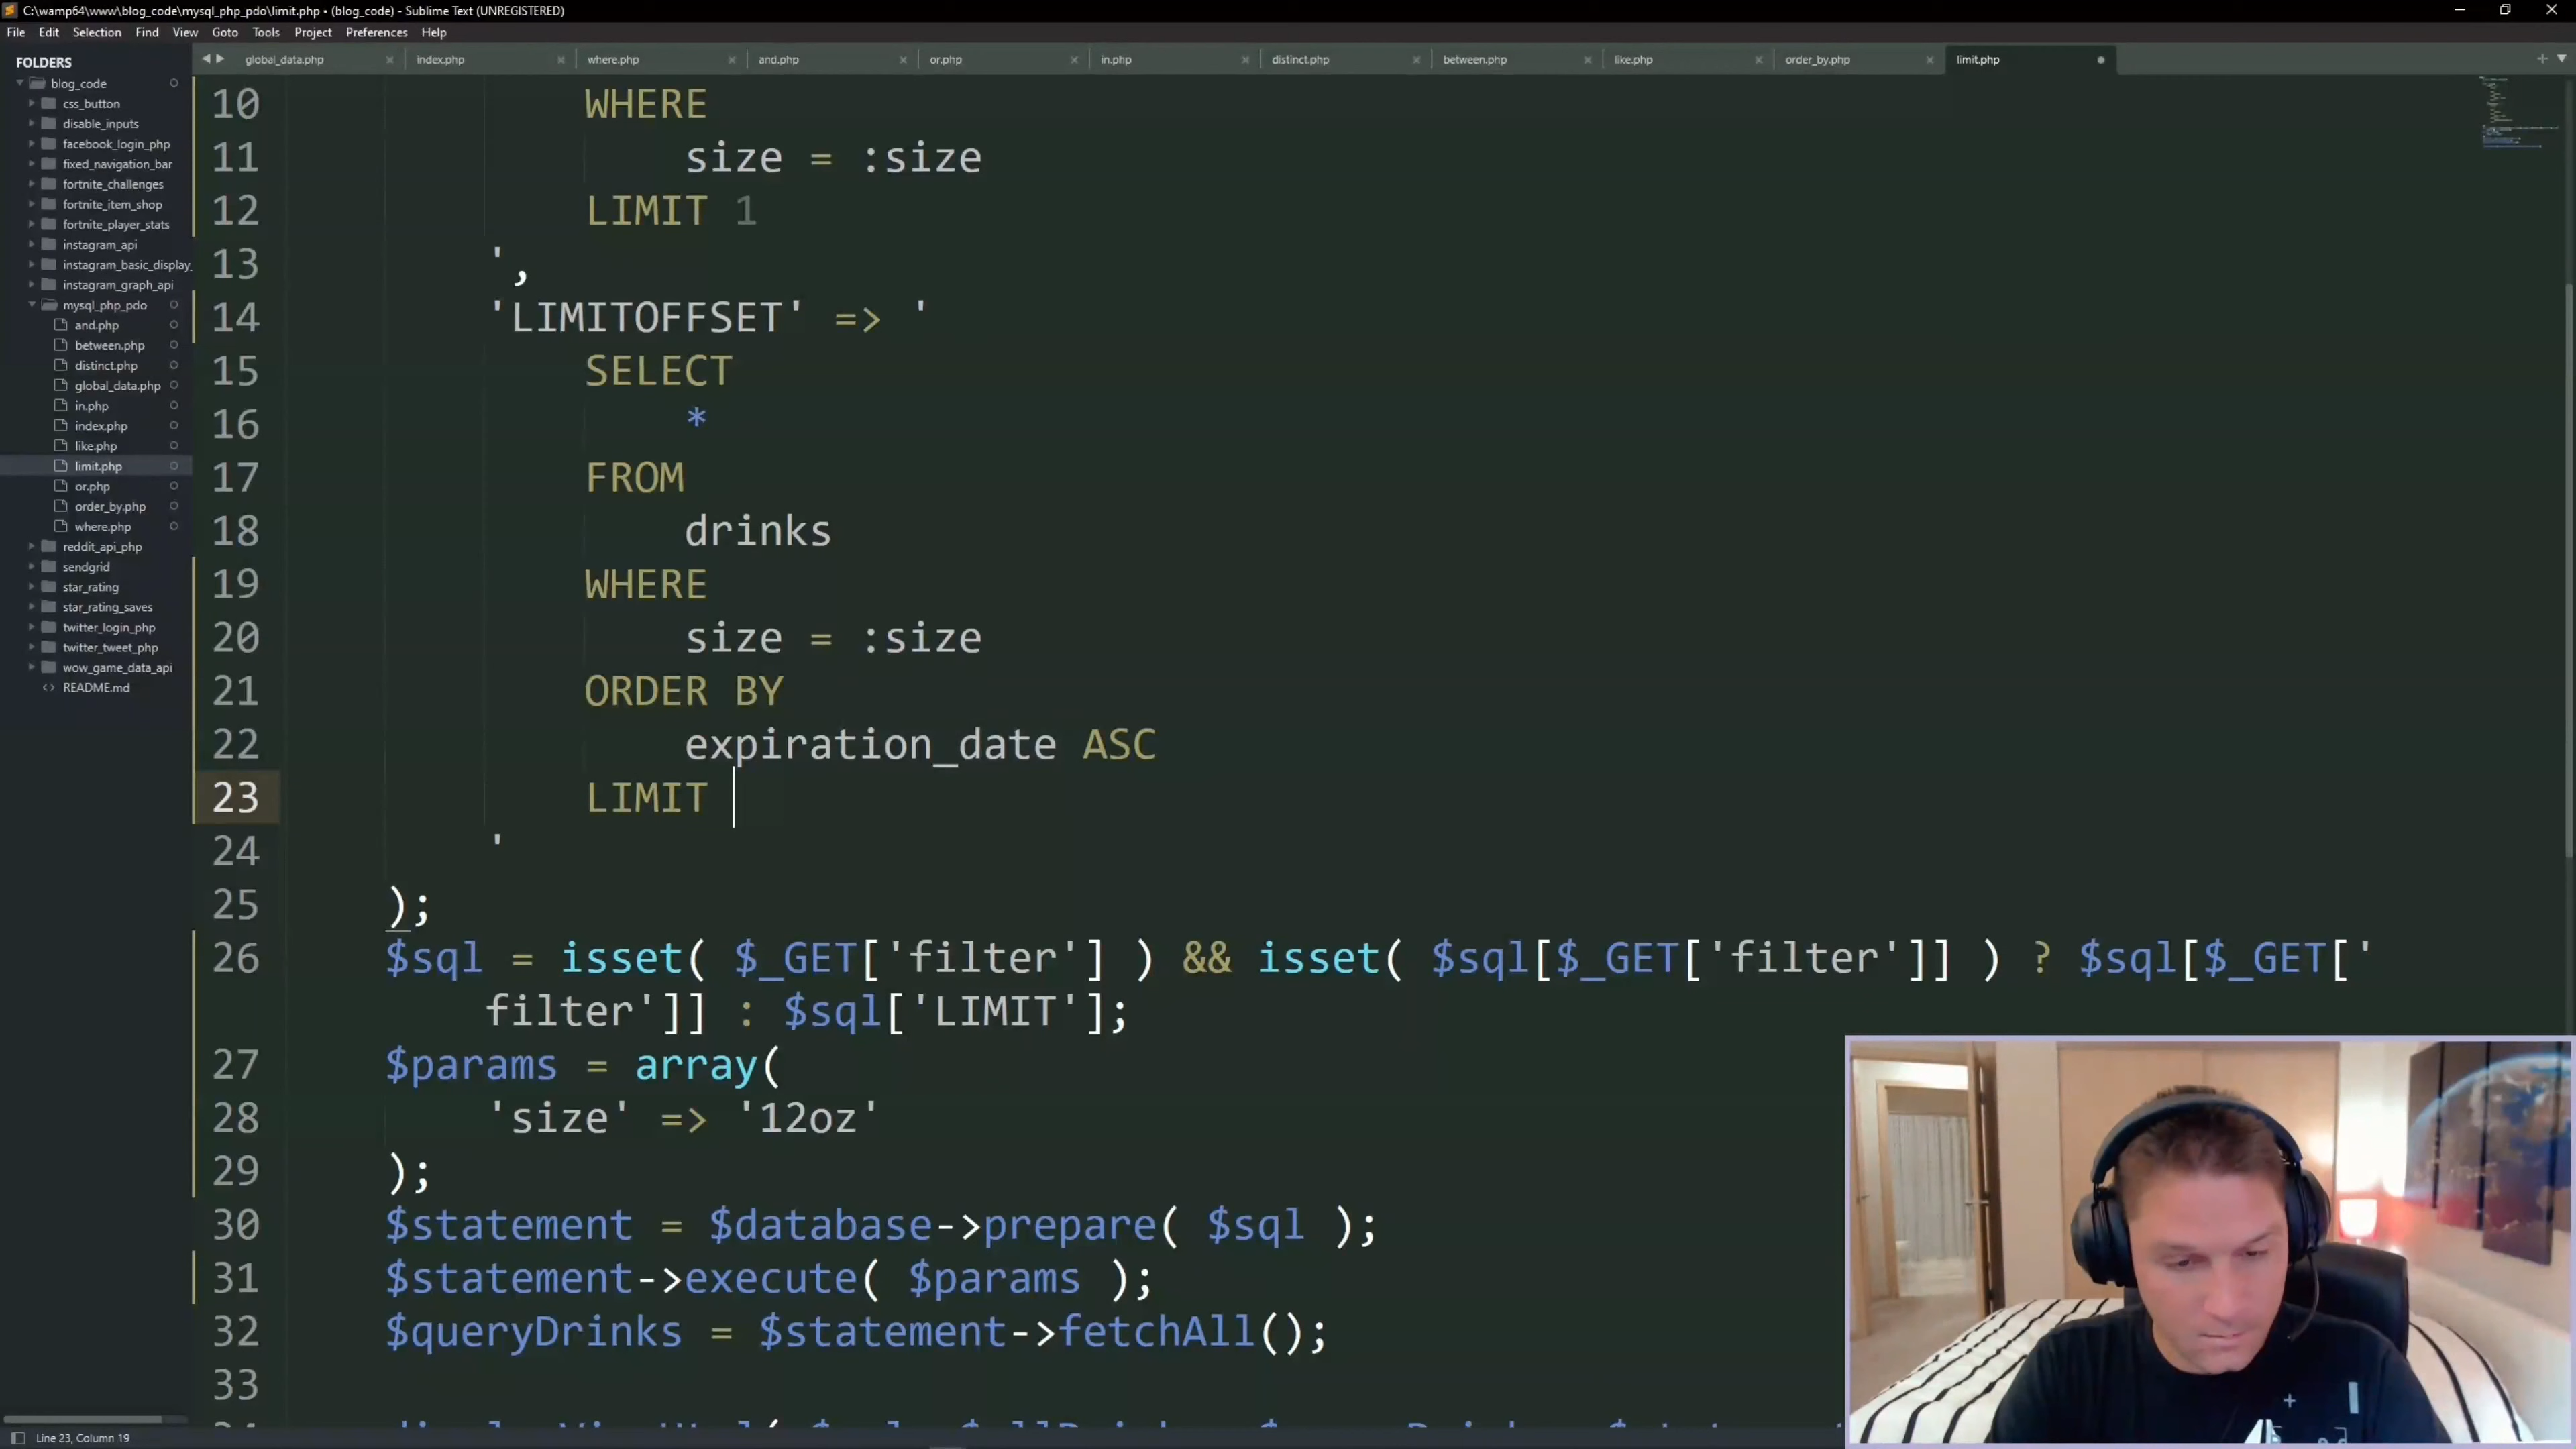 C:\wamp64\www\blog_code\mysql_php_pdo\limit.php • (blog_code) - Sublime Text (UNREGISTERED)
File Edit Selection Find View Goto Tools Project Preferences Help
FOLDERS
blog_code
css_button
disable_inputs
facebook_login_php
fixed_navigation_bar
fortnite_challenges
fortnite_item_shop
fortnite_player_stats
instagram_api
instagram_basic_display_
instagram_graph_api
mysql_php_pdo
and.php
between.php
distinct.php
global_data.php
in.php
index.php
like.php
limit.php
or.php
order_by.php
where.php
reddit_api_php
sendgrid
star_rating
star_rating_saves
twitter_login_php
twitter_tweet_php
wow_game_data_api
README.md
global_data.php index.php where.php and.php or.php in.php distinct.php between.php like.php order_by.php limit.php
10 WHERE
11 size = :size
12 LIMIT 1
13 ',
14 'LIMITOFFSET' => '
15 SELECT
16 *
17 FROM
18 drinks
19 WHERE
20 size = :size
21 ORDER BY
22 expiration_date ASC
23 LIMIT
24 '
25 );
26 $sql = isset( $_GET['filter'] ) && isset( $sql[$_GET['filter']] ) ? $sql[$_GET['
filter']] : $sql['LIMIT'];
27 $params = array(
28 'size' => '12oz'
29 );
30 $statement = $database->prepare( $sql );
31 $statement->execute( $params );
32 $queryDrinks = $statement->fetchAll();
33
Line 23, Column 19